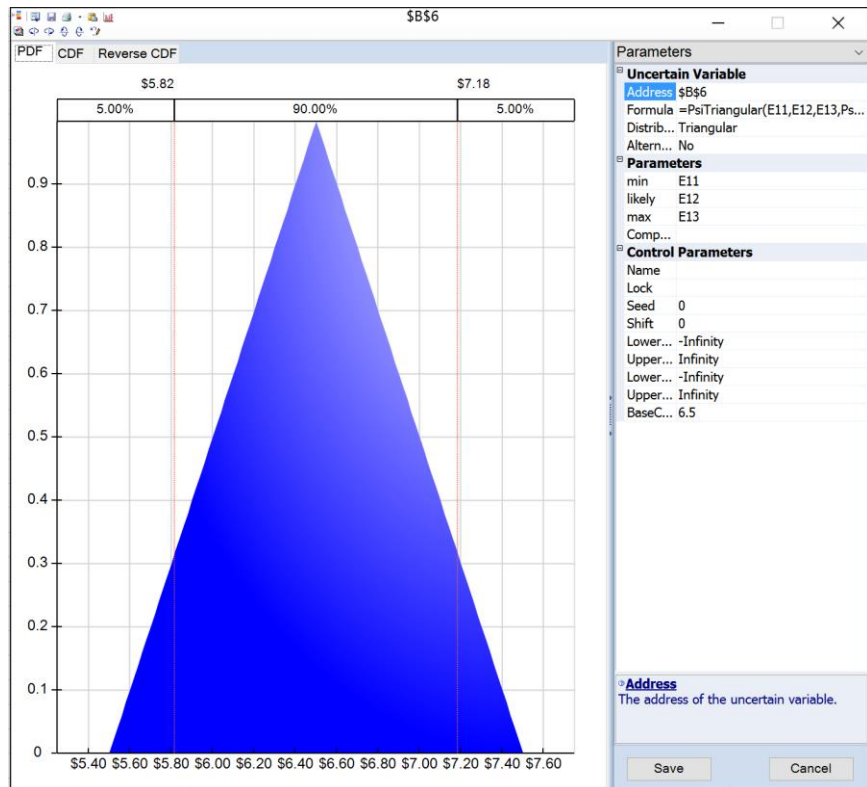 $B$6
PDF CDF Reverse CDF
Parameters
$5.82 $7.18
5.00% 90.00% 5.00%
0.9
0.8
0.7
0.6
0.5
0.4
0.3
0.2
0.1
0
$5.40 $5.60 $5.80 $6.00 $6.20 $6.40 $6.60 $6.80 $7.00 $7.20 $7.40 $7.60
Uncertain Variable
Address $B$6
Formula =PsiTriangular(E11,E12,E13,Ps...
Distrib... Triangular
Altern... No
Parameters
min E11
likely E12
max E13
Comp...
Control Parameters
Name
Lock
Seed 0
Shift 0
Lower... -Infinity
Upper... Infinity
Lower... -Infinity
Upper... Infinity
BaseC... 6.5
Address
The address of the uncertain variable.
Save Cancel